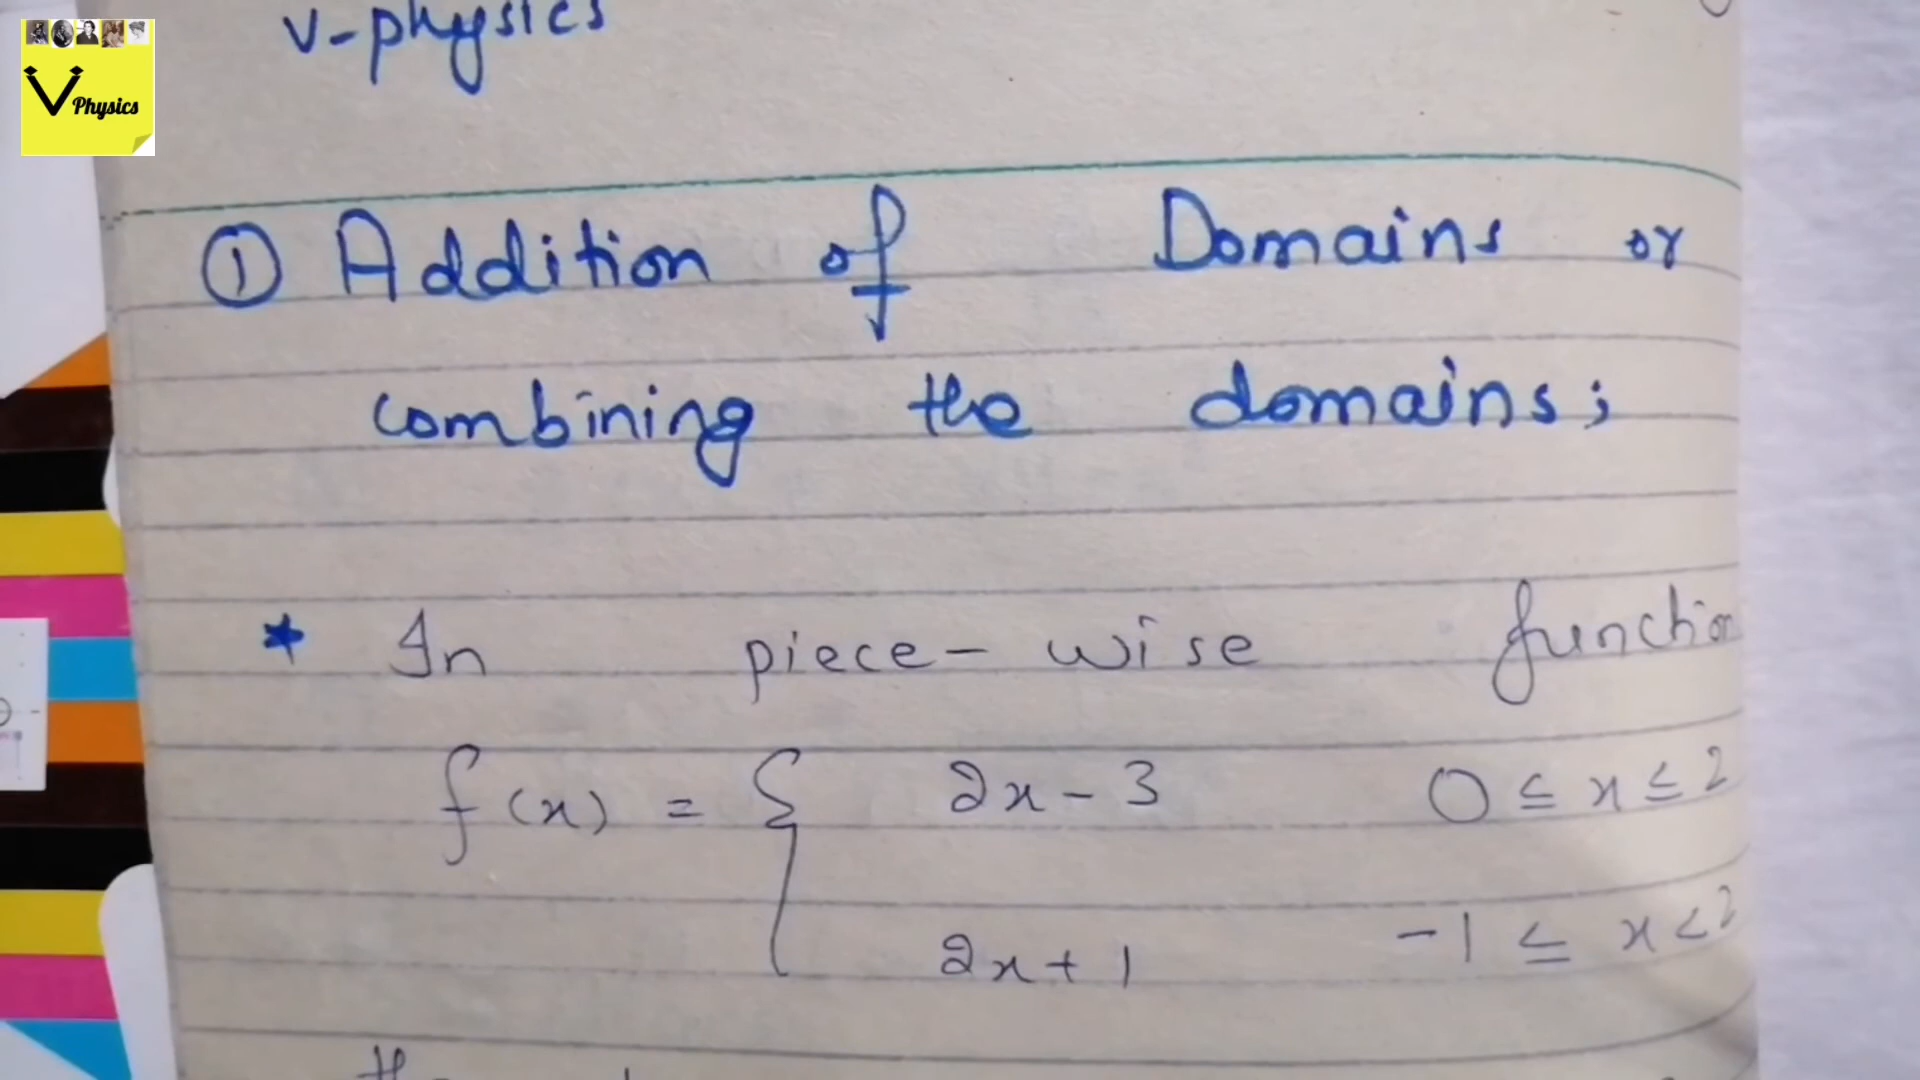 V Physics
v-physics
① Addition of Domains or
combining the domains;
* In piece-wise function
f(x) = { 2x-3 0 ≤ x ≤ 2
2x+1 -1 ≤ x < 2